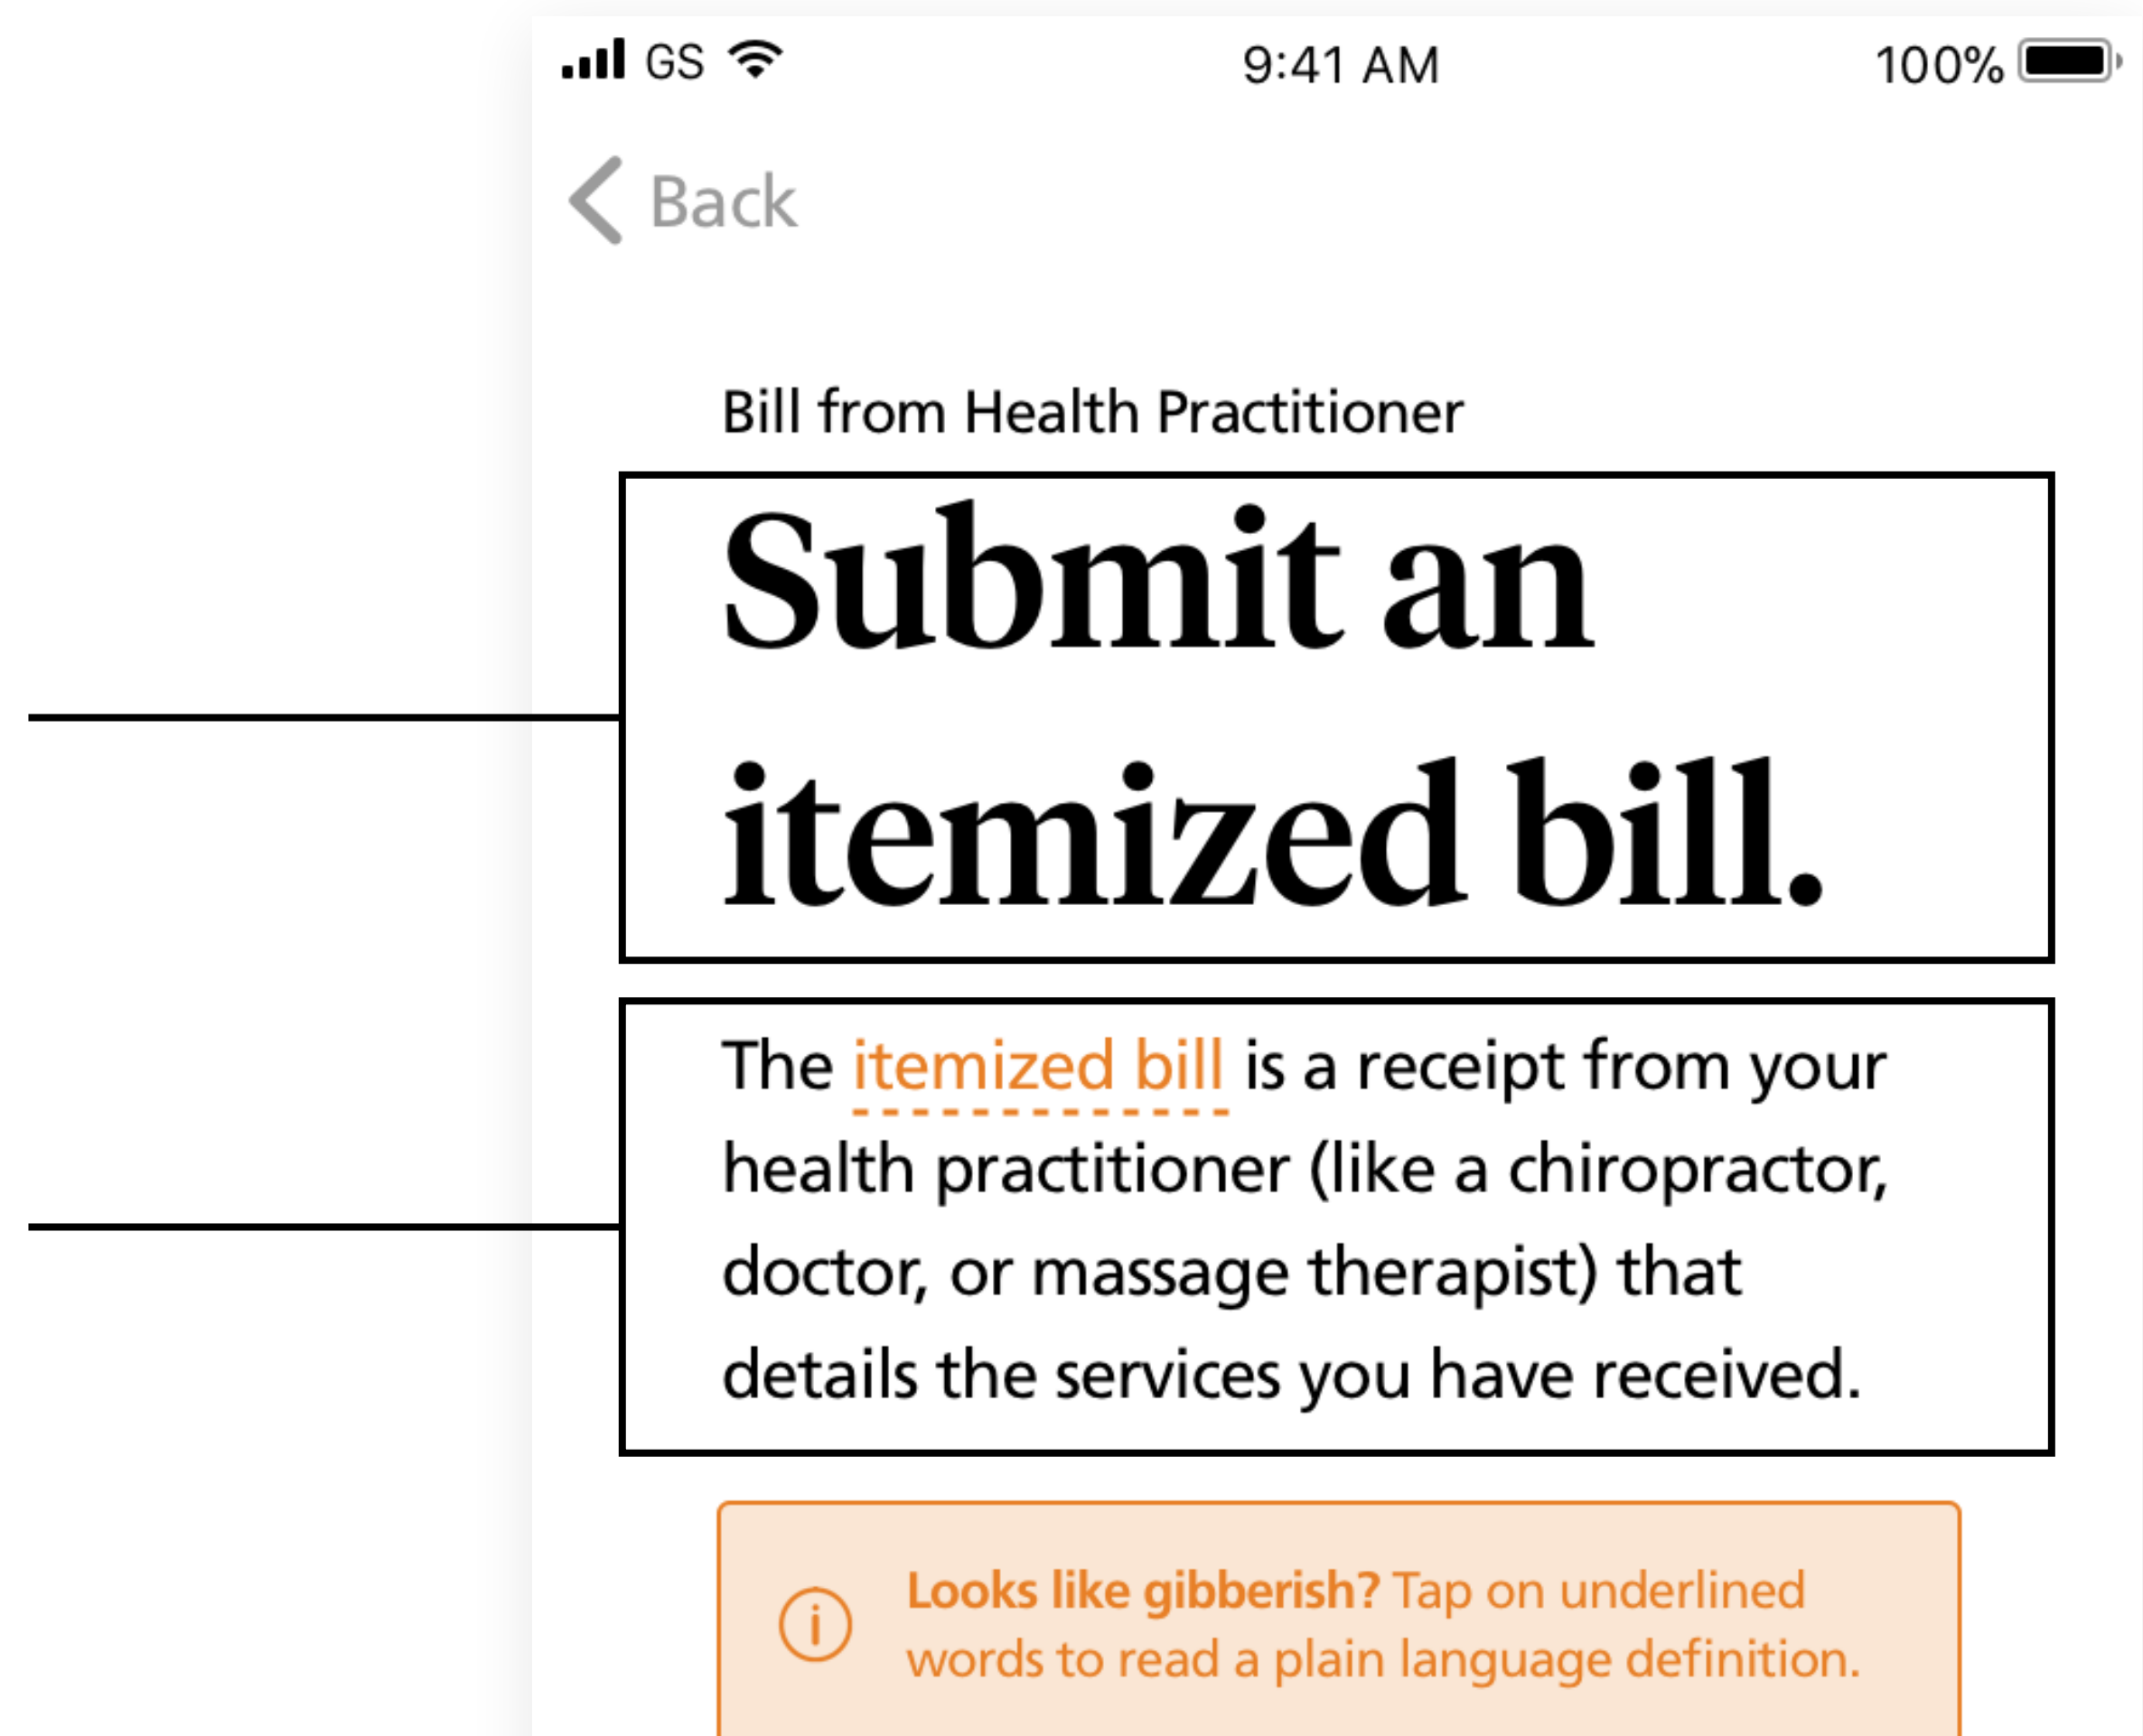 GS 9:41 AM 100%
Back
Bill from Health Practitioner
Submit an
itemized bill.
The itemized bill is a receipt from your
health practitioner (like a chiropractor,
doctor, or massage therapist) that
details the services you have received.
Looks like gibberish? Tap on underlined
words to read a plain language definition.